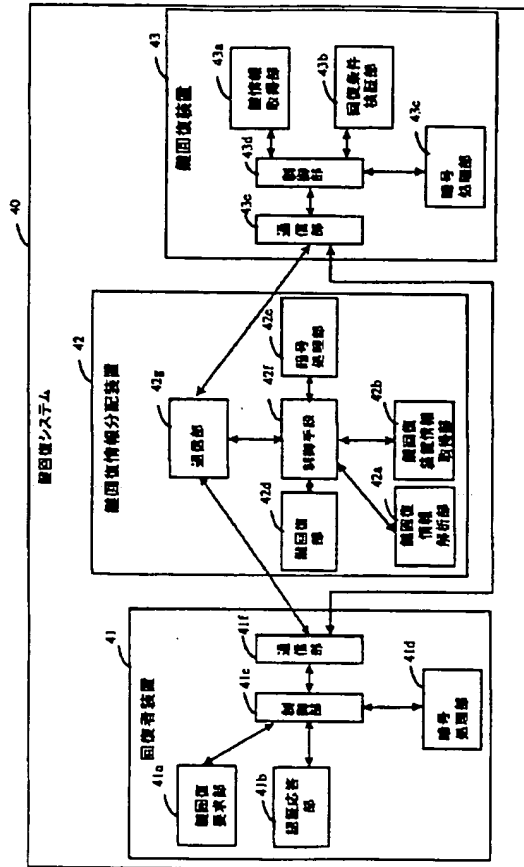 鍵回復システム
40
回復者装置
41
41a
鍵回復
要求部
41b
認証応答
部
41e
制御部
41f
通信部
41d
暗号
処理部
鍵回復情報分配装置
42
42g
通信部
42d
鍵回復
部
42f
制御手段
42e
暗号
処理部
42a
鍵回復
情報
解析部
42b
鍵回復
装置情報
取得部
鍵回復装置
43
43e
通信部
43d
制御部
43a
鍵情報
取得部
43b
回復条件
検証部
43c
暗号
処理部